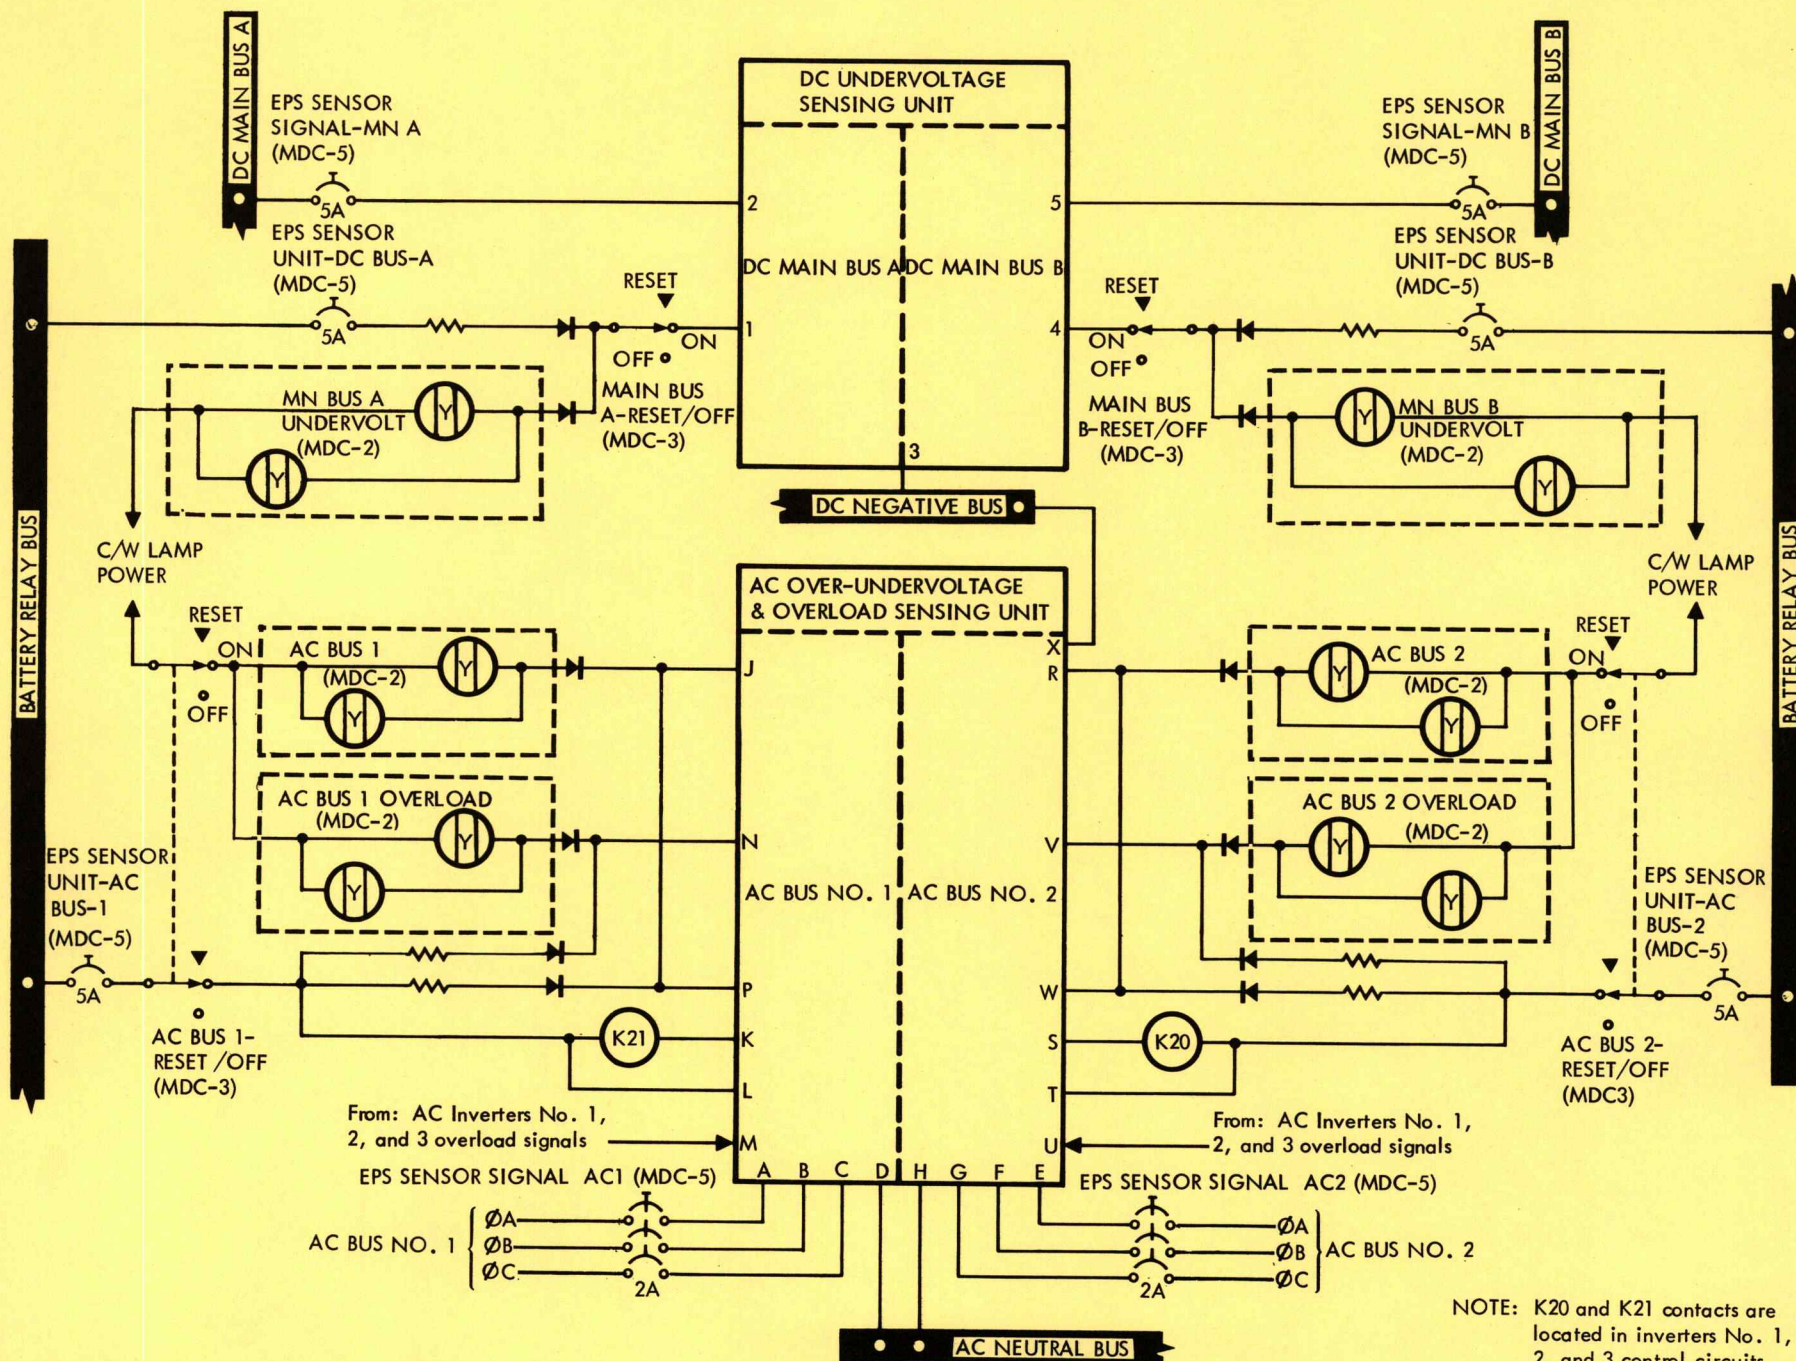 DC MAIN BUS A
EPS SENSOR
SIGNAL-MN A
(MDC-5)
5A
EPS SENSOR
UNIT-DC BUS-A
(MDC-5)
5A
RESET
ON
OFF
MAIN BUS
A-RESET/OFF
(MDC-3)
DC UNDERVOLTAGE
SENSING UNIT
2
5
DC MAIN BUS A
DC MAIN BUS B
1
4
3
DC MAIN BUS B
EPS SENSOR
SIGNAL-MN B
(MDC-5)
5A
EPS SENSOR
UNIT-DC BUS-B
(MDC-5)
5A
RESET
ON
OFF
MAIN BUS
B-RESET/OFF
(MDC-3)
MN BUS A
UNDERVOLT
(MDC-2)
Y
Y
MN BUS B
UNDERVOLT
(MDC-2)
Y
Y
DC NEGATIVE BUS
BATTERY RELAY BUS
BATTERY RELAY BUS
C/W LAMP
POWER
C/W LAMP
POWER
RESET
ON
OFF
AC BUS 1
(MDC-2)
Y
Y
AC BUS 1 OVERLOAD
(MDC-2)
Y
Y
EPS SENSOR
UNIT-AC
BUS-1
(MDC-5)
5A
AC BUS 1-
RESET/OFF
(MDC-3)
K21
AC OVER-UNDERVOLTAGE
& OVERLOAD SENSING UNIT
X
J
R
N
V
AC BUS NO. 1
AC BUS NO. 2
P
W
K
S
L
T
M
U
A B C D H G F E
RESET
ON
OFF
AC BUS 2
(MDC-2)
Y
Y
AC BUS 2 OVERLOAD
(MDC-2)
Y
Y
EPS SENSOR
UNIT-AC
BUS-2
(MDC-5)
5A
AC BUS 2-
RESET/OFF
(MDC3)
K20
From: AC Inverters No. 1,
2, and 3 overload signals
From: AC Inverters No. 1,
2, and 3 overload signals
EPS SENSOR SIGNAL AC1 (MDC-5)
AC BUS NO. 1
ØA
ØB
ØC
2A
EPS SENSOR SIGNAL AC2 (MDC-5)
ØA
ØB
ØC
AC BUS NO. 2
2A
AC NEUTRAL BUS
NOTE: K20 and K21 contacts are
located in inverters No. 1,
2, and 3 control circuits